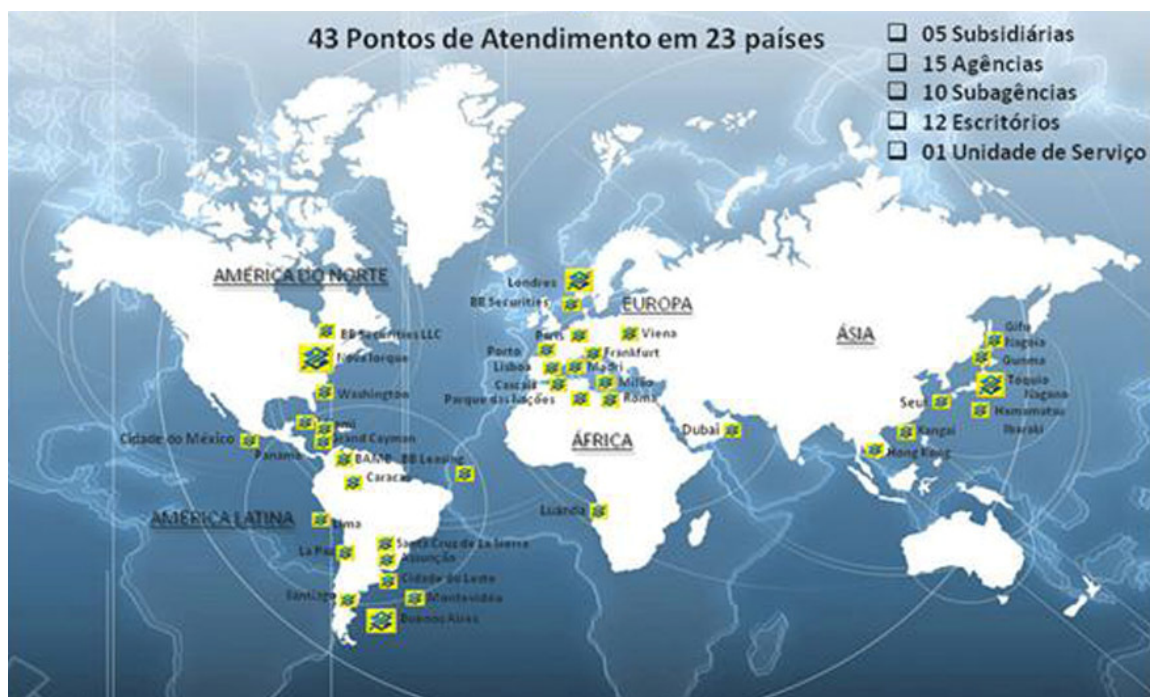 43 Pontos de Atendimento em 23 países
05 Subsidiárias
15 Agências
10 Subagências
12 Escritórios
01 Unidade de Serviço
AMÉRICA DO NORTE
BB Securities LLC
Nova Iorque
Washington
Cidade do México
Panamá
Miami
Grand Cayman
BAMB - BB Leasing
Caracas
AMÉRICA LATINA
Lima
La Paz
Santa Cruz de La Sierra
Assunção
Cidade do Leste
Santiago
Montevidéu
Buenos Aires
EUROPA
Londres
BB Securities
Paris
Viena
Porto
Frankfurt
Lisboa
Madri
Cascais
Milão
Parque das Nações
Roma
ÁFRICA
Luanda
ÁSIA
Dubai
Gifu
Nagoia
Gunma
Tóquio
Nagano
Seul
Hamamatsu
Ibaraki
Xangai
Hong Kong